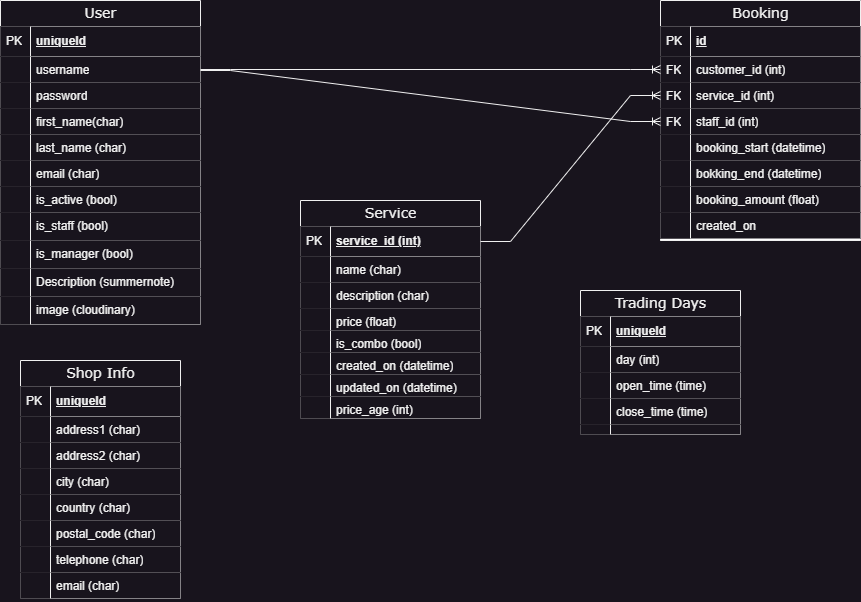 User
PK uniqueId
username
password
first_name(char)
last_name (char)
email (char)
is_active (bool)
is_staff (bool)
is_manager (bool)
Description (summernote)
image (cloudinary)
Booking
PK id
FK customer_id (int)
FK service_id (int)
FK staff_id (int)
booking_start (datetime)
bokking_end (datetime)
booking_amount (float)
created_on
Service
PK service_id (int)
name (char)
description (char)
price (float)
is_combo (bool)
created_on (datetime)
updated_on (datetime)
price_age (int)
Trading Days
PK uniqueId
day (int)
open_time (time)
close_time (time)
Shop Info
PK uniqueId
address1 (char)
address2 (char)
city (char)
country (char)
postal_code (char)
telephone (char)
email (char)